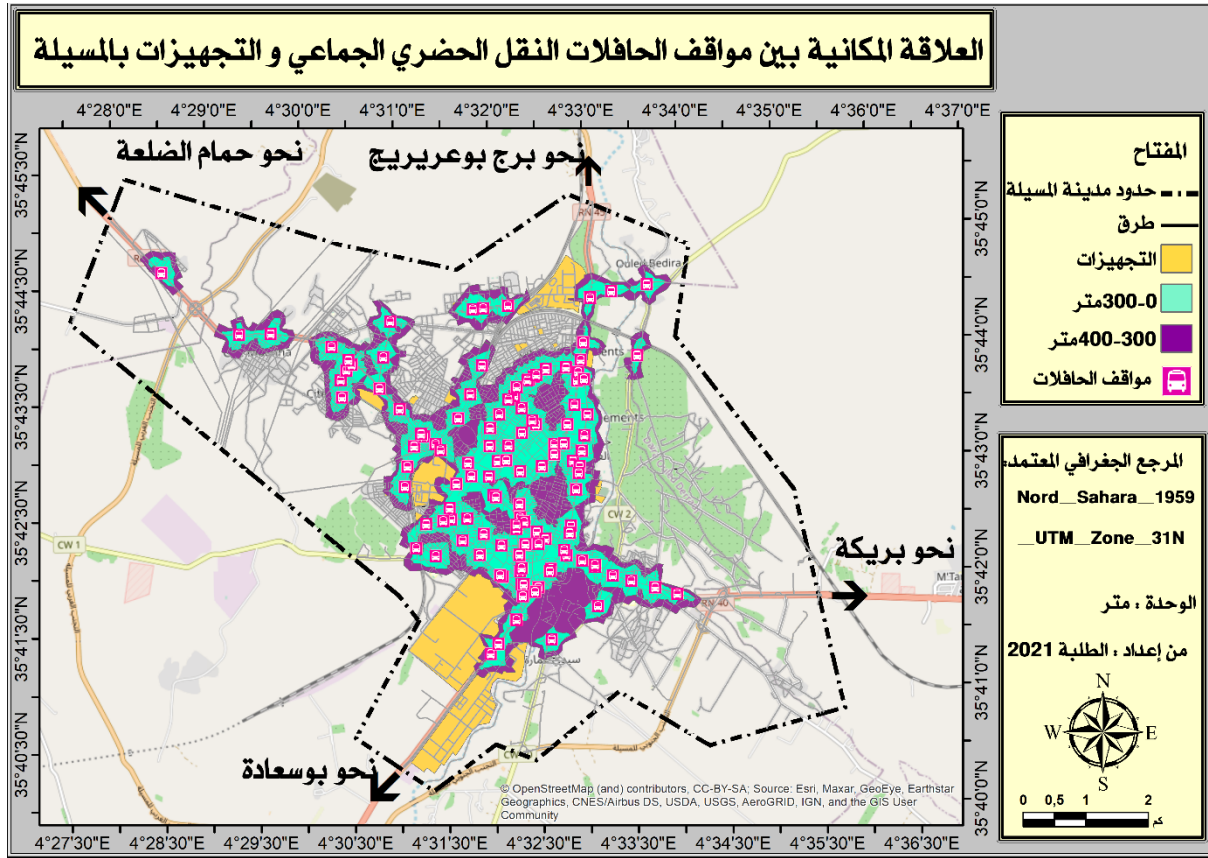 العلاقة المكانية بين مواقف الحافلات النقل الحضري الجماعي و التجهيزات بالمسيلة
4°28'0"E 4°29'0"E 4°30'0"E 4°31'0"E 4°32'0"E 4°33'0"E 4°34'0"E 4°35'0"E 4°36'0"E 4°37'0"E
35°45'30"N
35°44'30"N
35°43'30"N
35°42'30"N
35°41'30"N
35°40'30"N
نحو حمام الضلعة
نحو برج بوعريريج
RN 45
Ouled Bedira
CW 2
CW 1
نحو بريكة
RN 40
نحو بوسعادة
35°45'0"N
35°44'0"N
35°43'0"N
35°42'0"N
35°41'0"N
35°40'0"N
© OpenStreetMap (and) contributors, CC-BY-SA; Source: Esri, Maxar, GeoEye, Earthstar
Geographics, CNES/Airbus DS, USDA, USGS, AeroGRID, IGN, and the GIS User
Community
4°27'30"E 4°28'30"E 4°29'30"E 4°30'30"E 4°31'30"E 4°32'30"E 4°33'30"E 4°34'30"E 4°35'30"E 4°36'30"E
المفتاح
حدود مدينة المسيلة
طرق
التجهيزات
0-300متر
300-400متر
مواقف الحافلات
المرجع الجغرافي المعتمد:
Nord__Sahara__1959
__UTM__Zone__31N
الوحدة : متر
من إعداد : الطلبة 2021
N
W E
S
0 0,5 1 2
كم